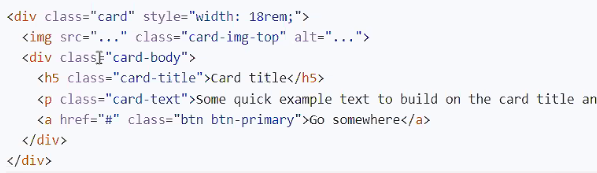 <div class="card" style="width: 18rem;">
<img src="..." class="card-img-top" alt="...">
<div class="card-body">
<h5 class="card-title">Card title</h5>
<p class="card-text">Some quick example text to build on the card title an
<a href="#" class="btn btn-primary">Go somewhere</a>
</div>
</div>